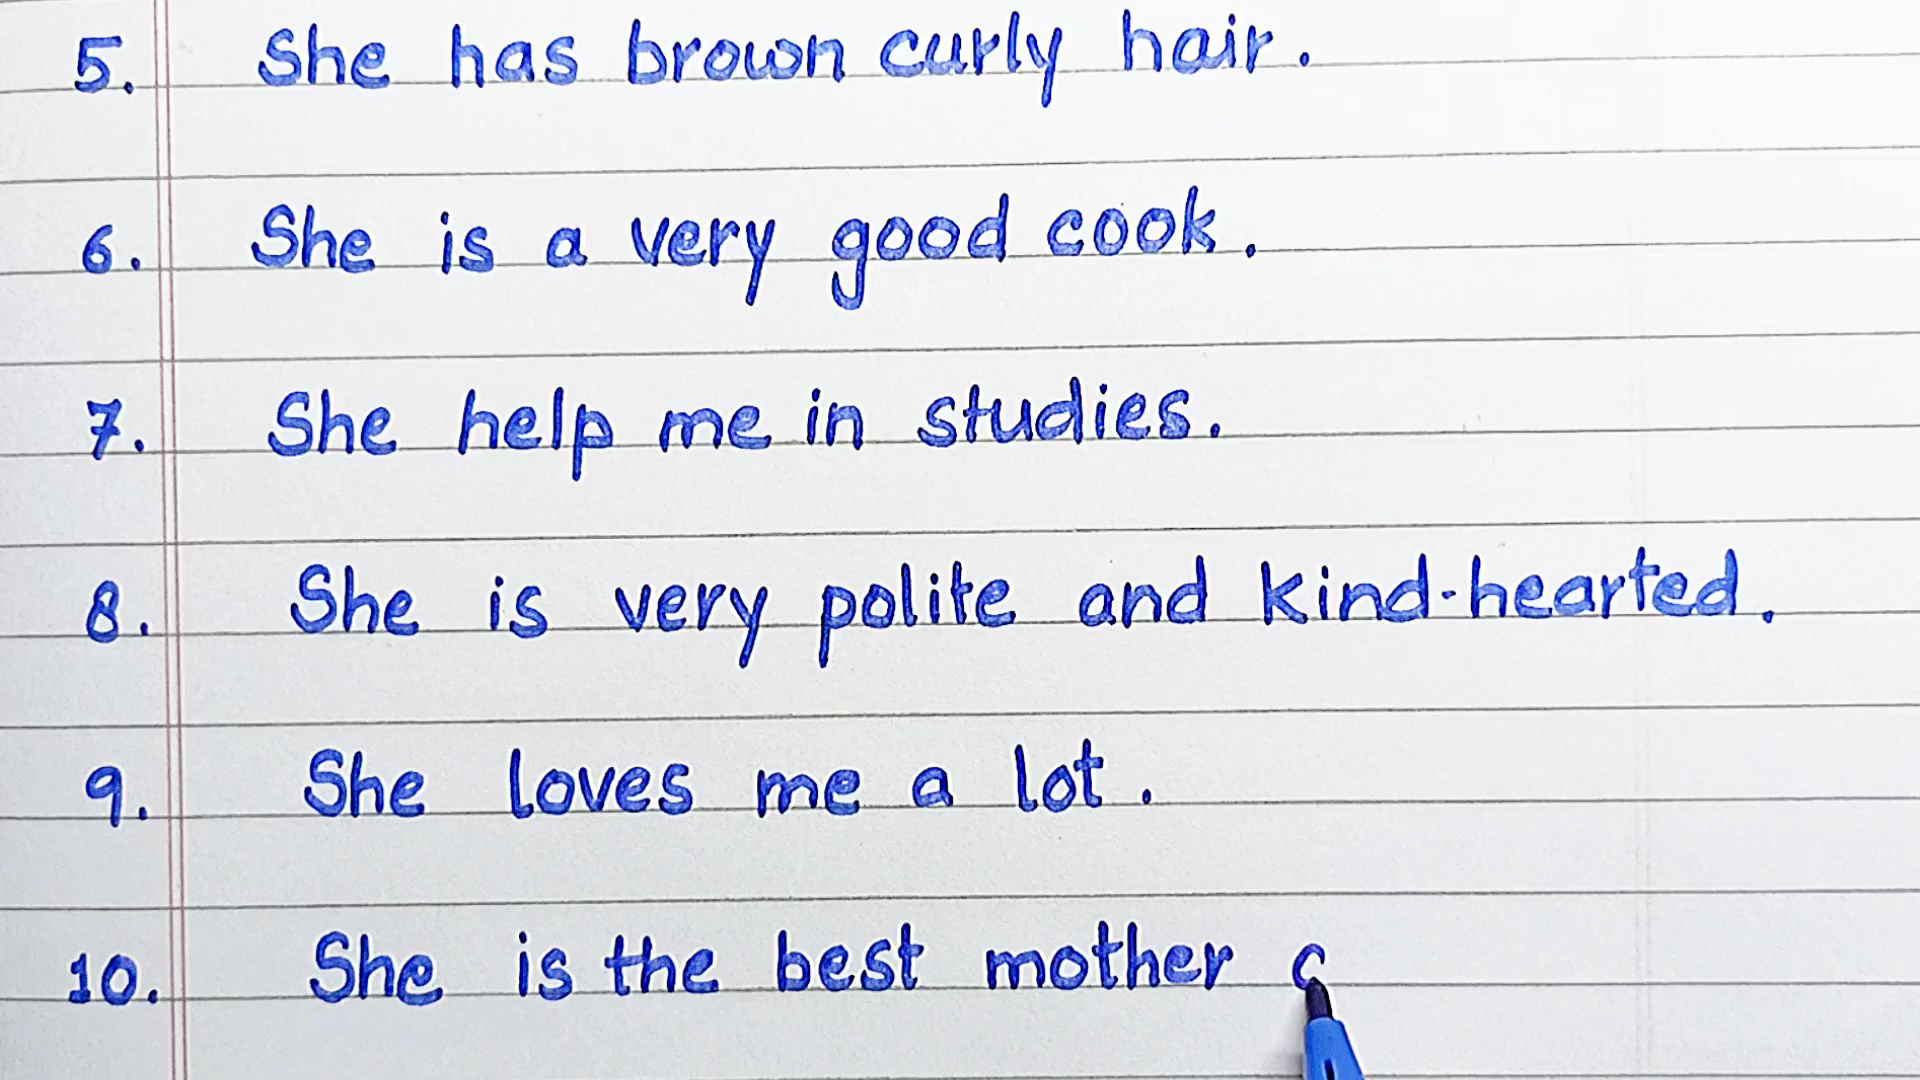 5. She has brown curly hair.
6. She is a very good cook.
7. She help me in studies.
8. She is very polite and kind-hearted.
9. She loves me a lot.
10. She is the best mother